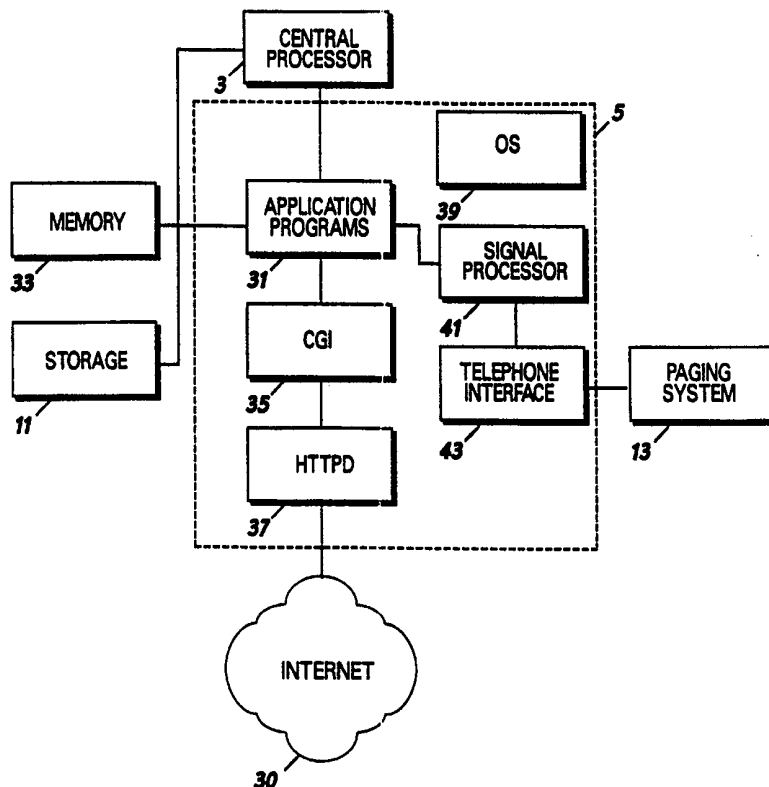 CENTRAL
PROCESSOR
3
5
OS
39
MEMORY
33
APPLICATION
PROGRAMS
31
SIGNAL
PROCESSOR
41
STORAGE
11
CGI
35
TELEPHONE
INTERFACE
43
PAGING
SYSTEM
13
HTTPD
37
INTERNET
30